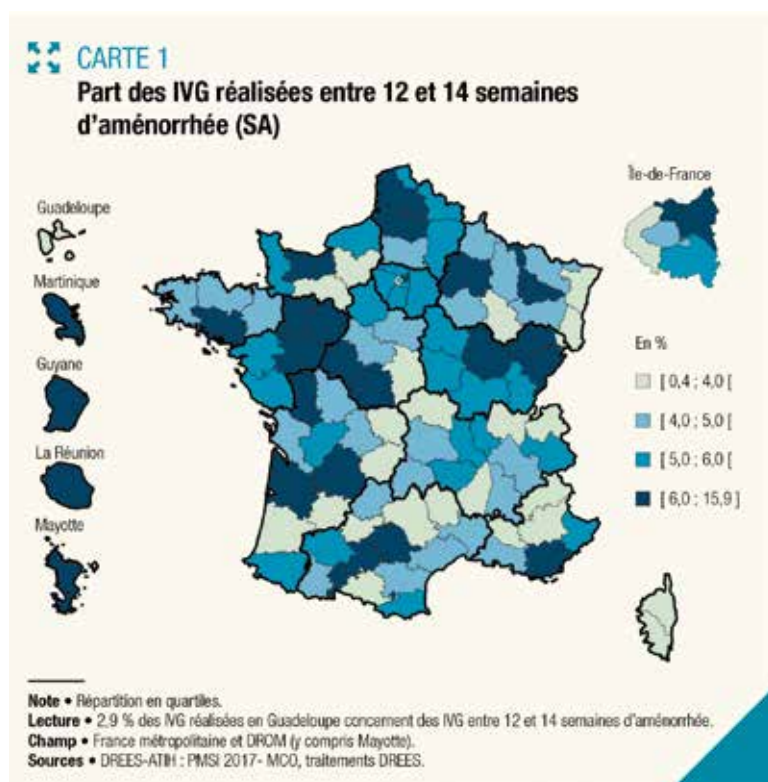 CARTE 1
Part des IVG réalisées entre 12 et 14 semaines
d'aménorrhée (SA)
Île-de-France
Guadeloupe
Martinique
Guyane
La Réunion
Mayotte
En %
[ 0,4 ; 4,0 [
[ 4,0 ; 5,0 [
[ 5,0 ; 6,0 [
[ 6,0 ; 15,9 ]
Note • Répartition en quartiles.
Lecture • 2,9 % des IVG réalisées en Guadeloupe concernent des IVG entre 12 et 14 semaines d'aménorrhée.
Champ • France métropolitaine et DROM (y compris Mayotte).
Sources • DREES-ATIH : PMSI 2017- MCO, traitements DREES.